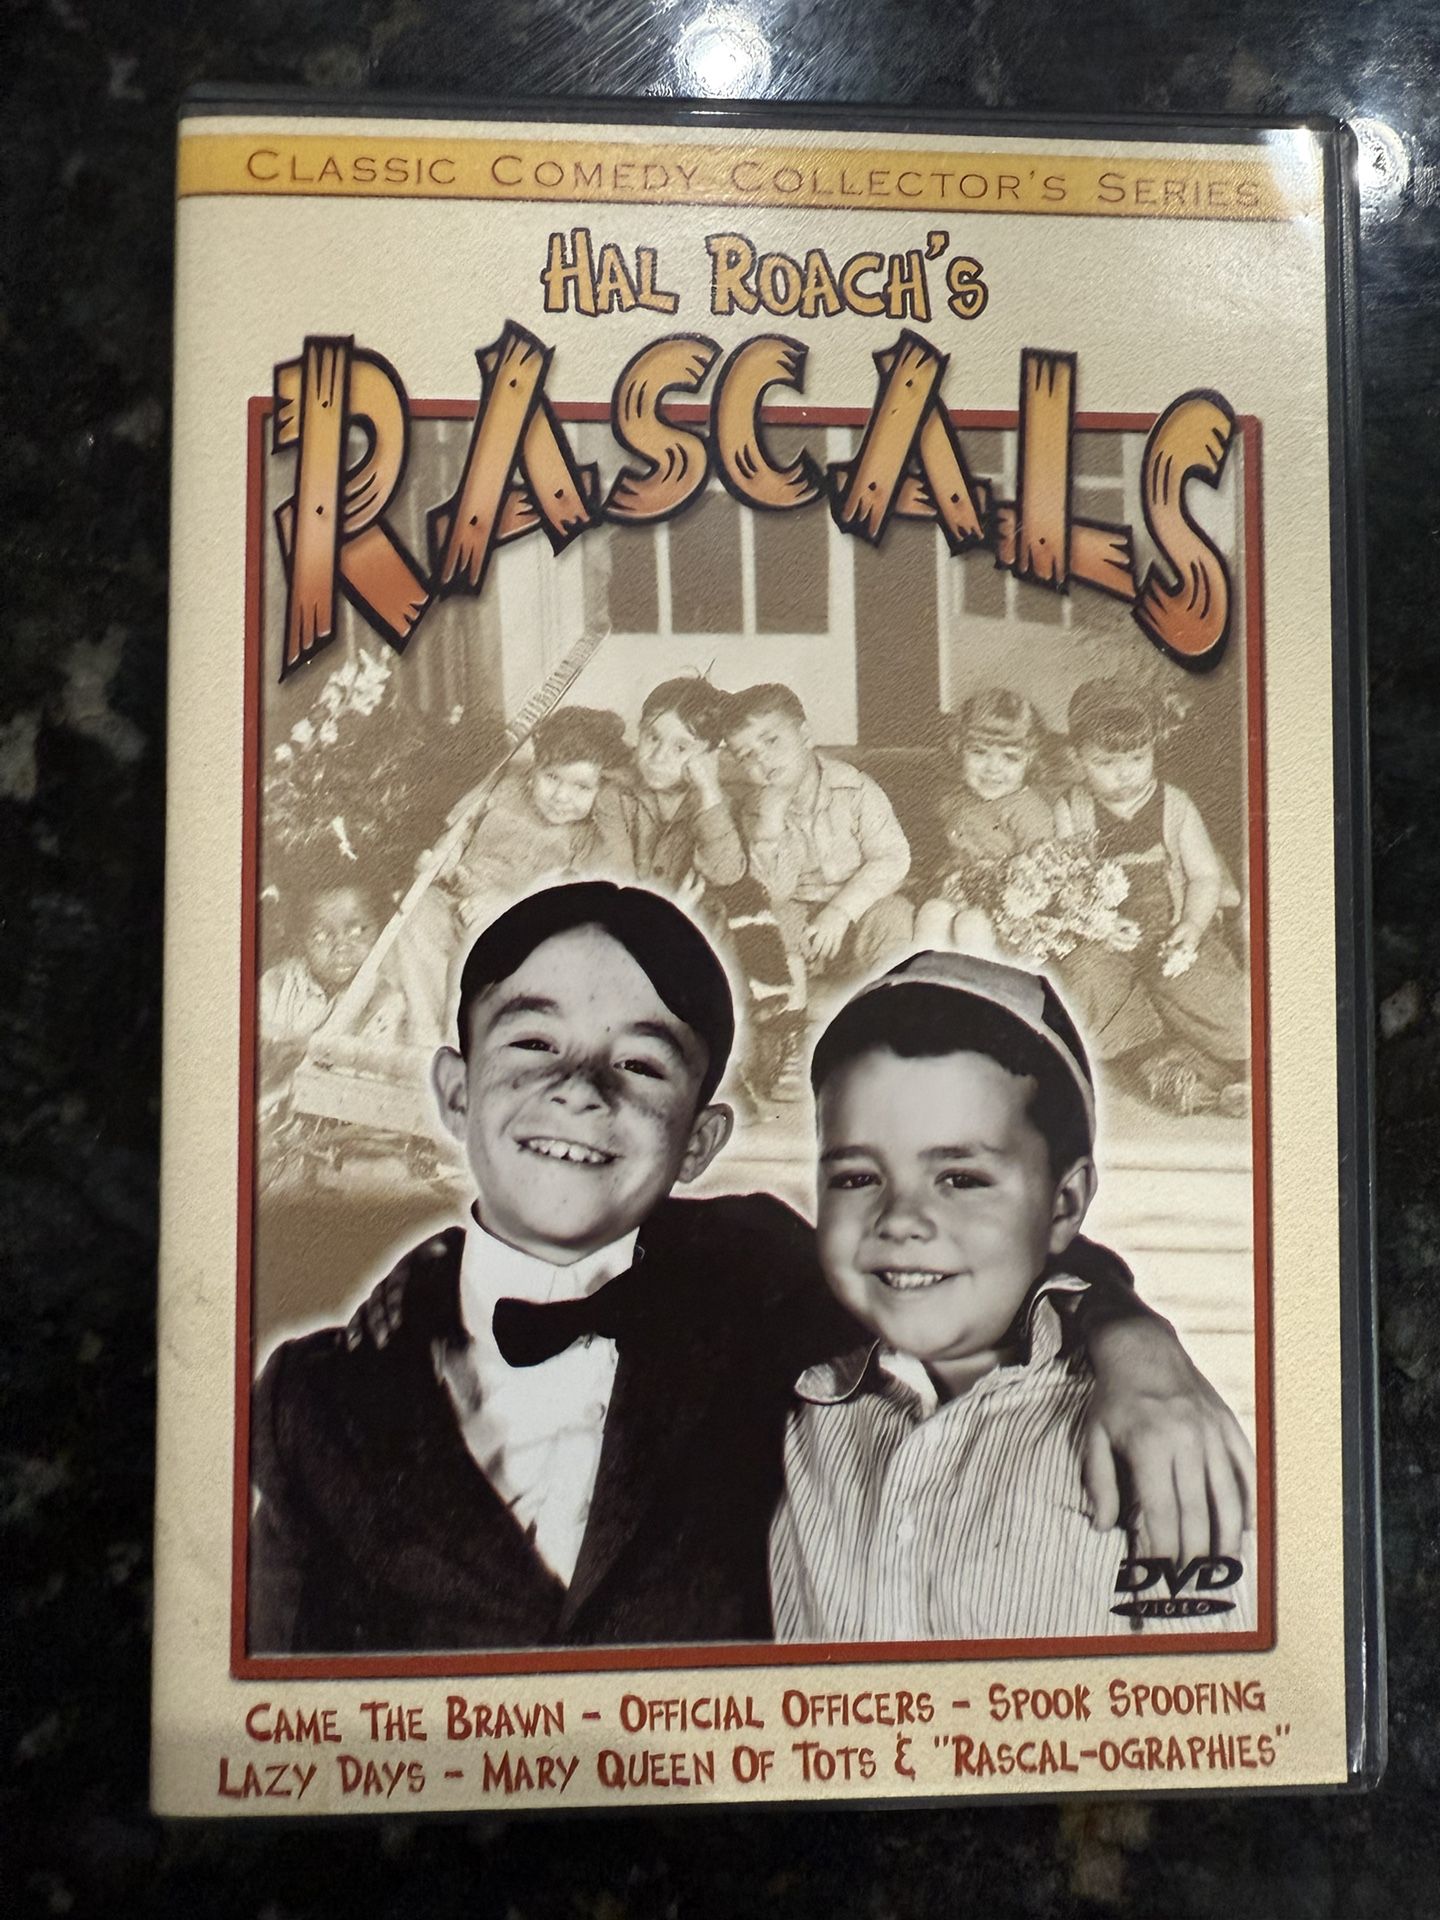 CLASSIC COMEDY COLLECTOR'S SERIES
HAL ROACH'S
RASCALS
DVD
VIDEO
CAME THE BRAWN - OFFICIAL OFFICERS - SPOOK SPOOFING
LAZY DAYS - MARY QUEEN OF TOTS & "RASCAL-OGRAPHIES"